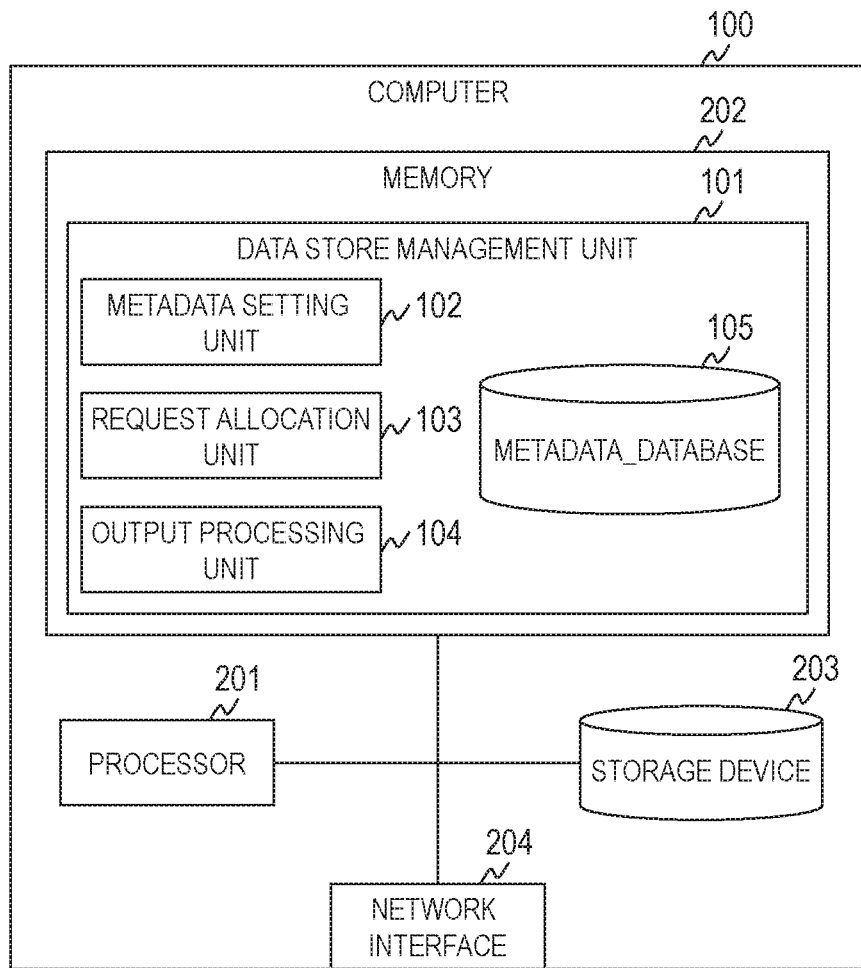 100
COMPUTER
202
MEMORY
101
DATA STORE MANAGEMENT UNIT
METADATA SETTING
UNIT
102
REQUEST ALLOCATION
UNIT
103
OUTPUT PROCESSING
UNIT
104
105
METADATA_DATABASE
201
PROCESSOR
203
STORAGE DEVICE
204
NETWORK
INTERFACE